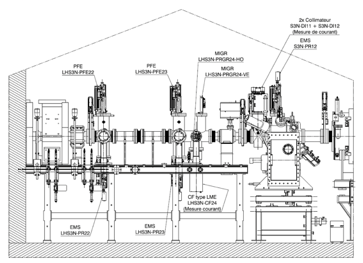 2x Collimateur
S3N-DI11 + S3N-DI12
(Mesure de courant)
EMS
S3N-PR12
MIGR
LHS3N-PRGR24-HO
MIGR
LHS3N-PRGR24-VE
PFE
LHS3N-PFE22
PFE
LHS3N-PFE23
CF type LME
LHS3N-CF24
(Mesure courant)
EMS
LHS3N-PR22
EMS
LHS3N-PR23